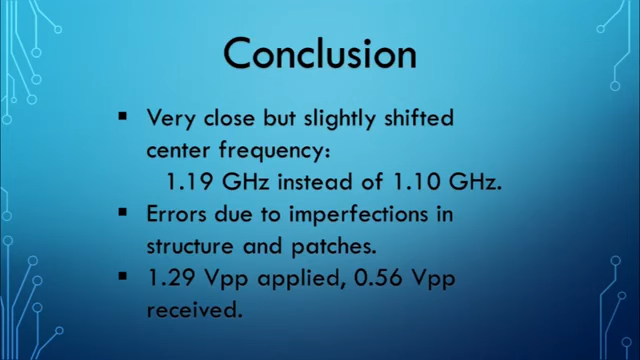 Conclusion
▪ Very close but slightly shifted
center frequency:
1.19 GHz instead of 1.10 GHz.
▪ Errors due to imperfections in
structure and patches.
▪ 1.29 Vpp applied, 0.56 Vpp
received.